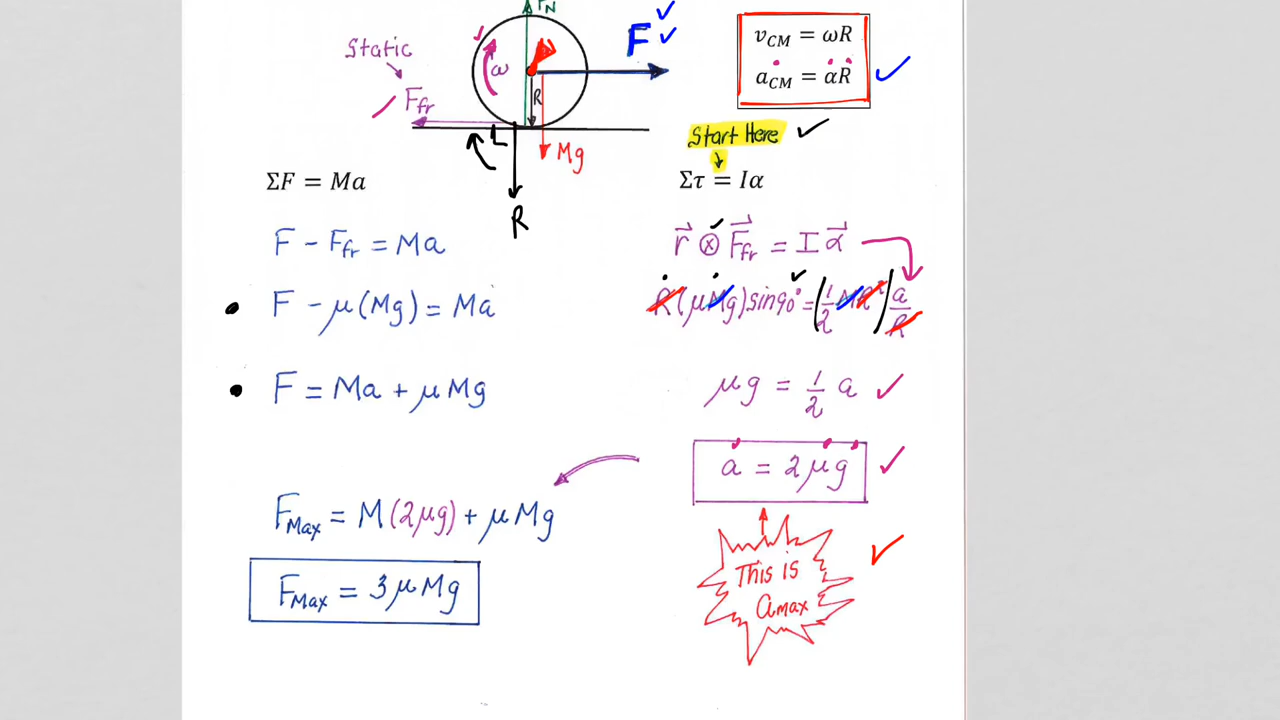 F_N
Static
F
v_CM = ωR
ω
a_CM = αR
R
F_fr
Start Here
Mg
ΣF = Ma
Στ = Iα
R
F - F_fr = Ma
r⃗ ⊗ F⃗_fr = I α⃗
F - μ(Mg) = Ma
R(μMg)sin90° = (1/2 MR²) a/R
F = Ma + μMg
μg = 1/2 a
a = 2μg
F_Max = M(2μg) + μMg
This is
a_max
F_Max = 3μMg